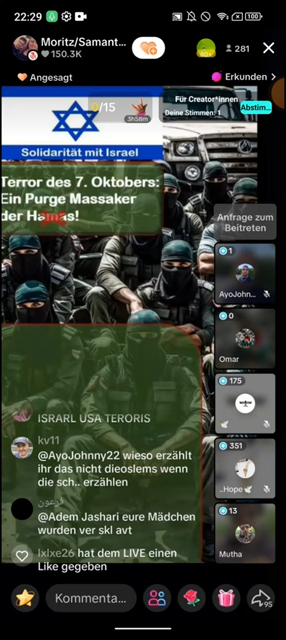 22:29
100
Moritz/Samant...
150.3K
281
Angesagt
Erkunden
/15
3h58m
Für Creator*innen
Deine Stimmen: 1
Abstim...
Solidarität mit Israel
Terror des 7. Oktobers:
Ein Purge Massaker
der Hamas!
Anfrage zum
Beitreten
1
AyoJohn...
0
Omar
175
351
..Hope
13
Mutha
ISRARL USA TERORIS
kv11
@AyoJohnny22 wieso erzählt
ihr das nicht dieoslems wenn
die sch.. erzählen
@Adem Jashari eure Mädchen
wurden ver skl avt
lxlxe26 hat dem LIVE einen
Like gegeben
Kommenta...
95